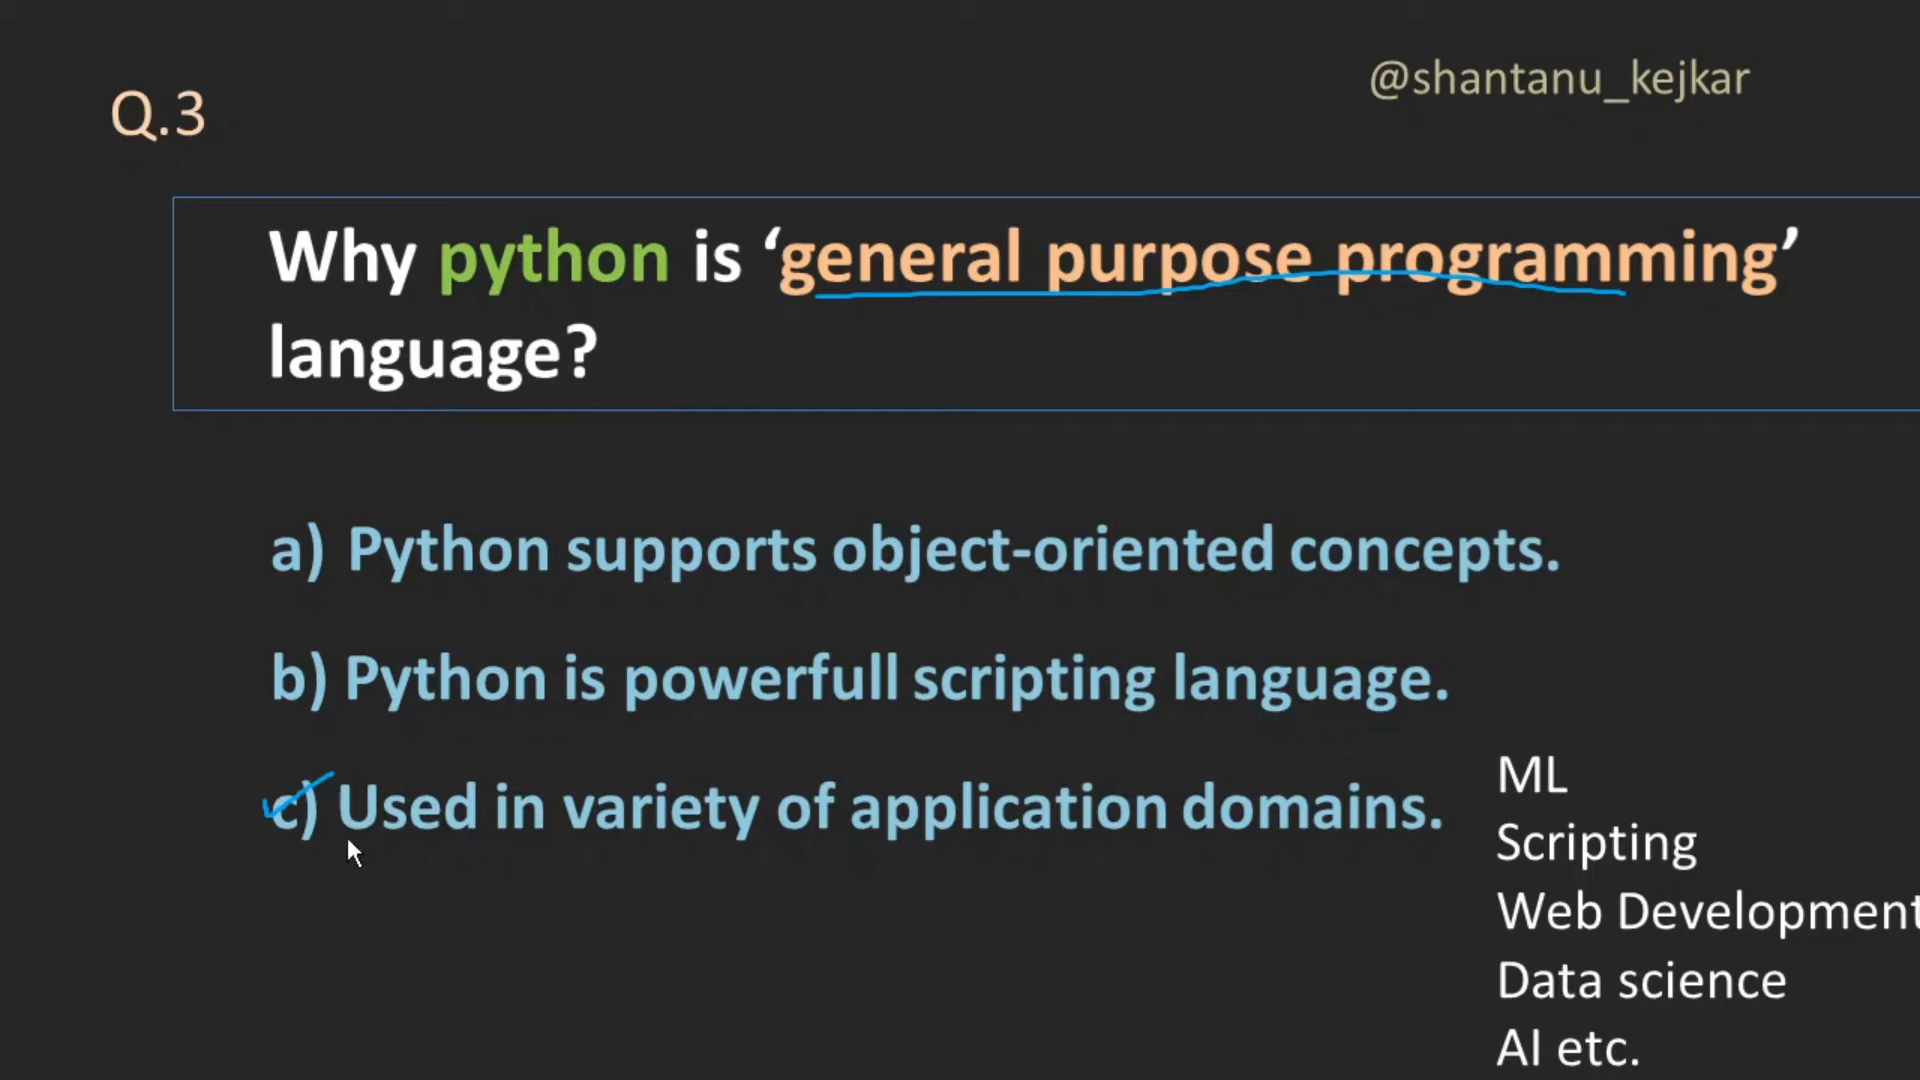 @shantanu_kejkar
Q.3
Why python is ‘general purpose programming’
language?
a) Python supports object-oriented concepts.
b) Python is powerfull scripting language.
c) Used in variety of application domains.
ML
Scripting
Web Development
Data science
AI etc.